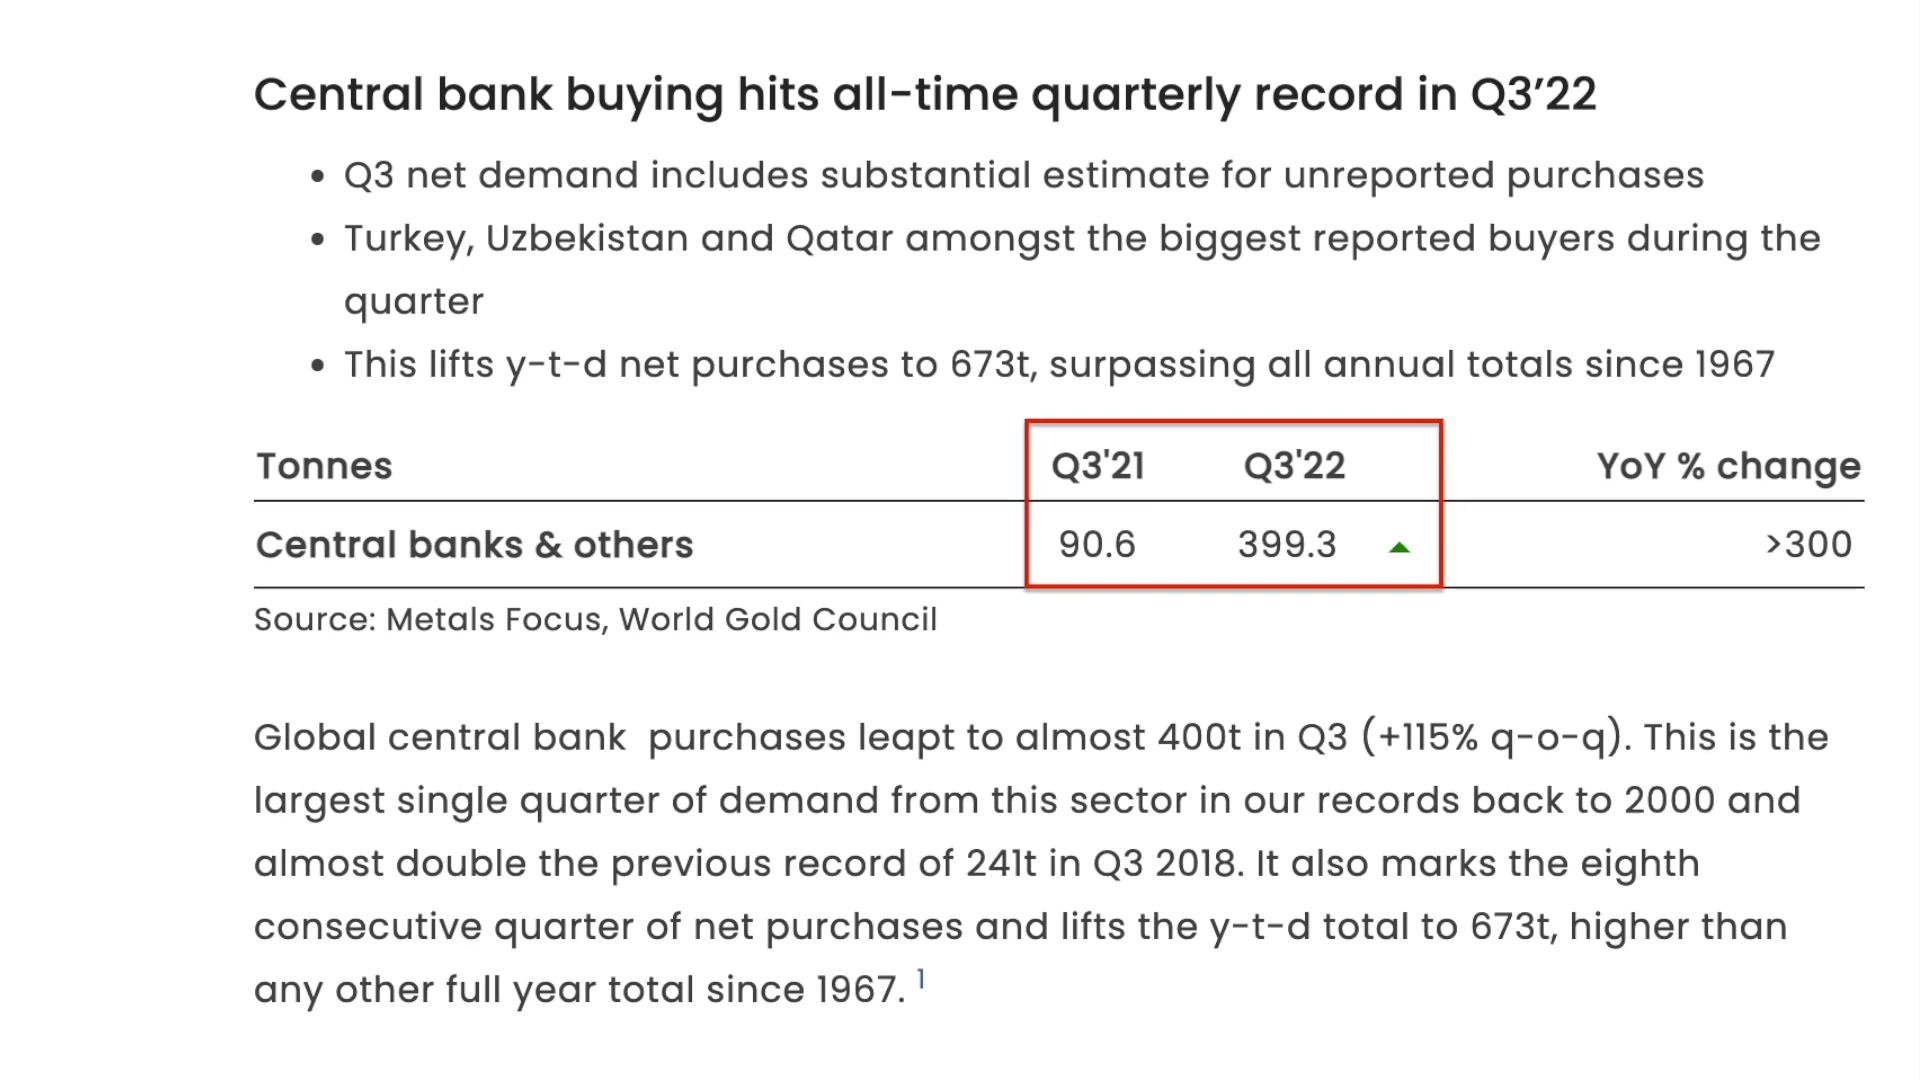 Central bank buying hits all-time quarterly record in Q3’22
• Q3 net demand includes substantial estimate for unreported purchases
• Turkey, Uzbekistan and Qatar amongst the biggest reported buyers during the
quarter
• This lifts y-t-d net purchases to 673t, surpassing all annual totals since 1967
Tonnes Q3'21 Q3'22 YoY % change
Central banks & others 90.6 399.3 ▲ >300
Source: Metals Focus, World Gold Council
Global central bank  purchases leapt to almost 400t in Q3 (+115% q-o-q). This is the
largest single quarter of demand from this sector in our records back to 2000 and
almost double the previous record of 241t in Q3 2018. It also marks the eighth
consecutive quarter of net purchases and lifts the y-t-d total to 673t, higher than
any other full year total since 1967. 1